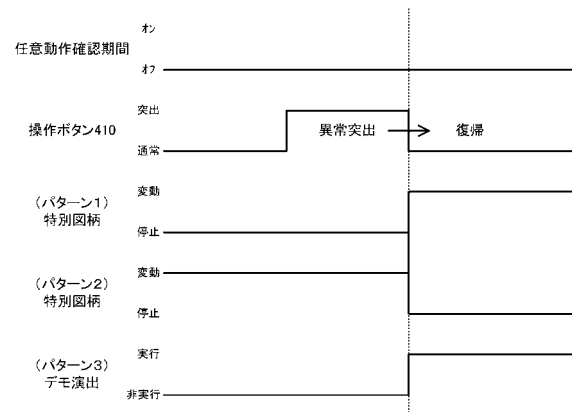 オン
任意動作確認期間
オフ
突出
操作ボタン410
異常突出
復帰
通常
変動
(パターン1)
特別図柄
停止
変動
(パターン2)
特別図柄
停止
実行
(パターン3)
デモ演出
非実行